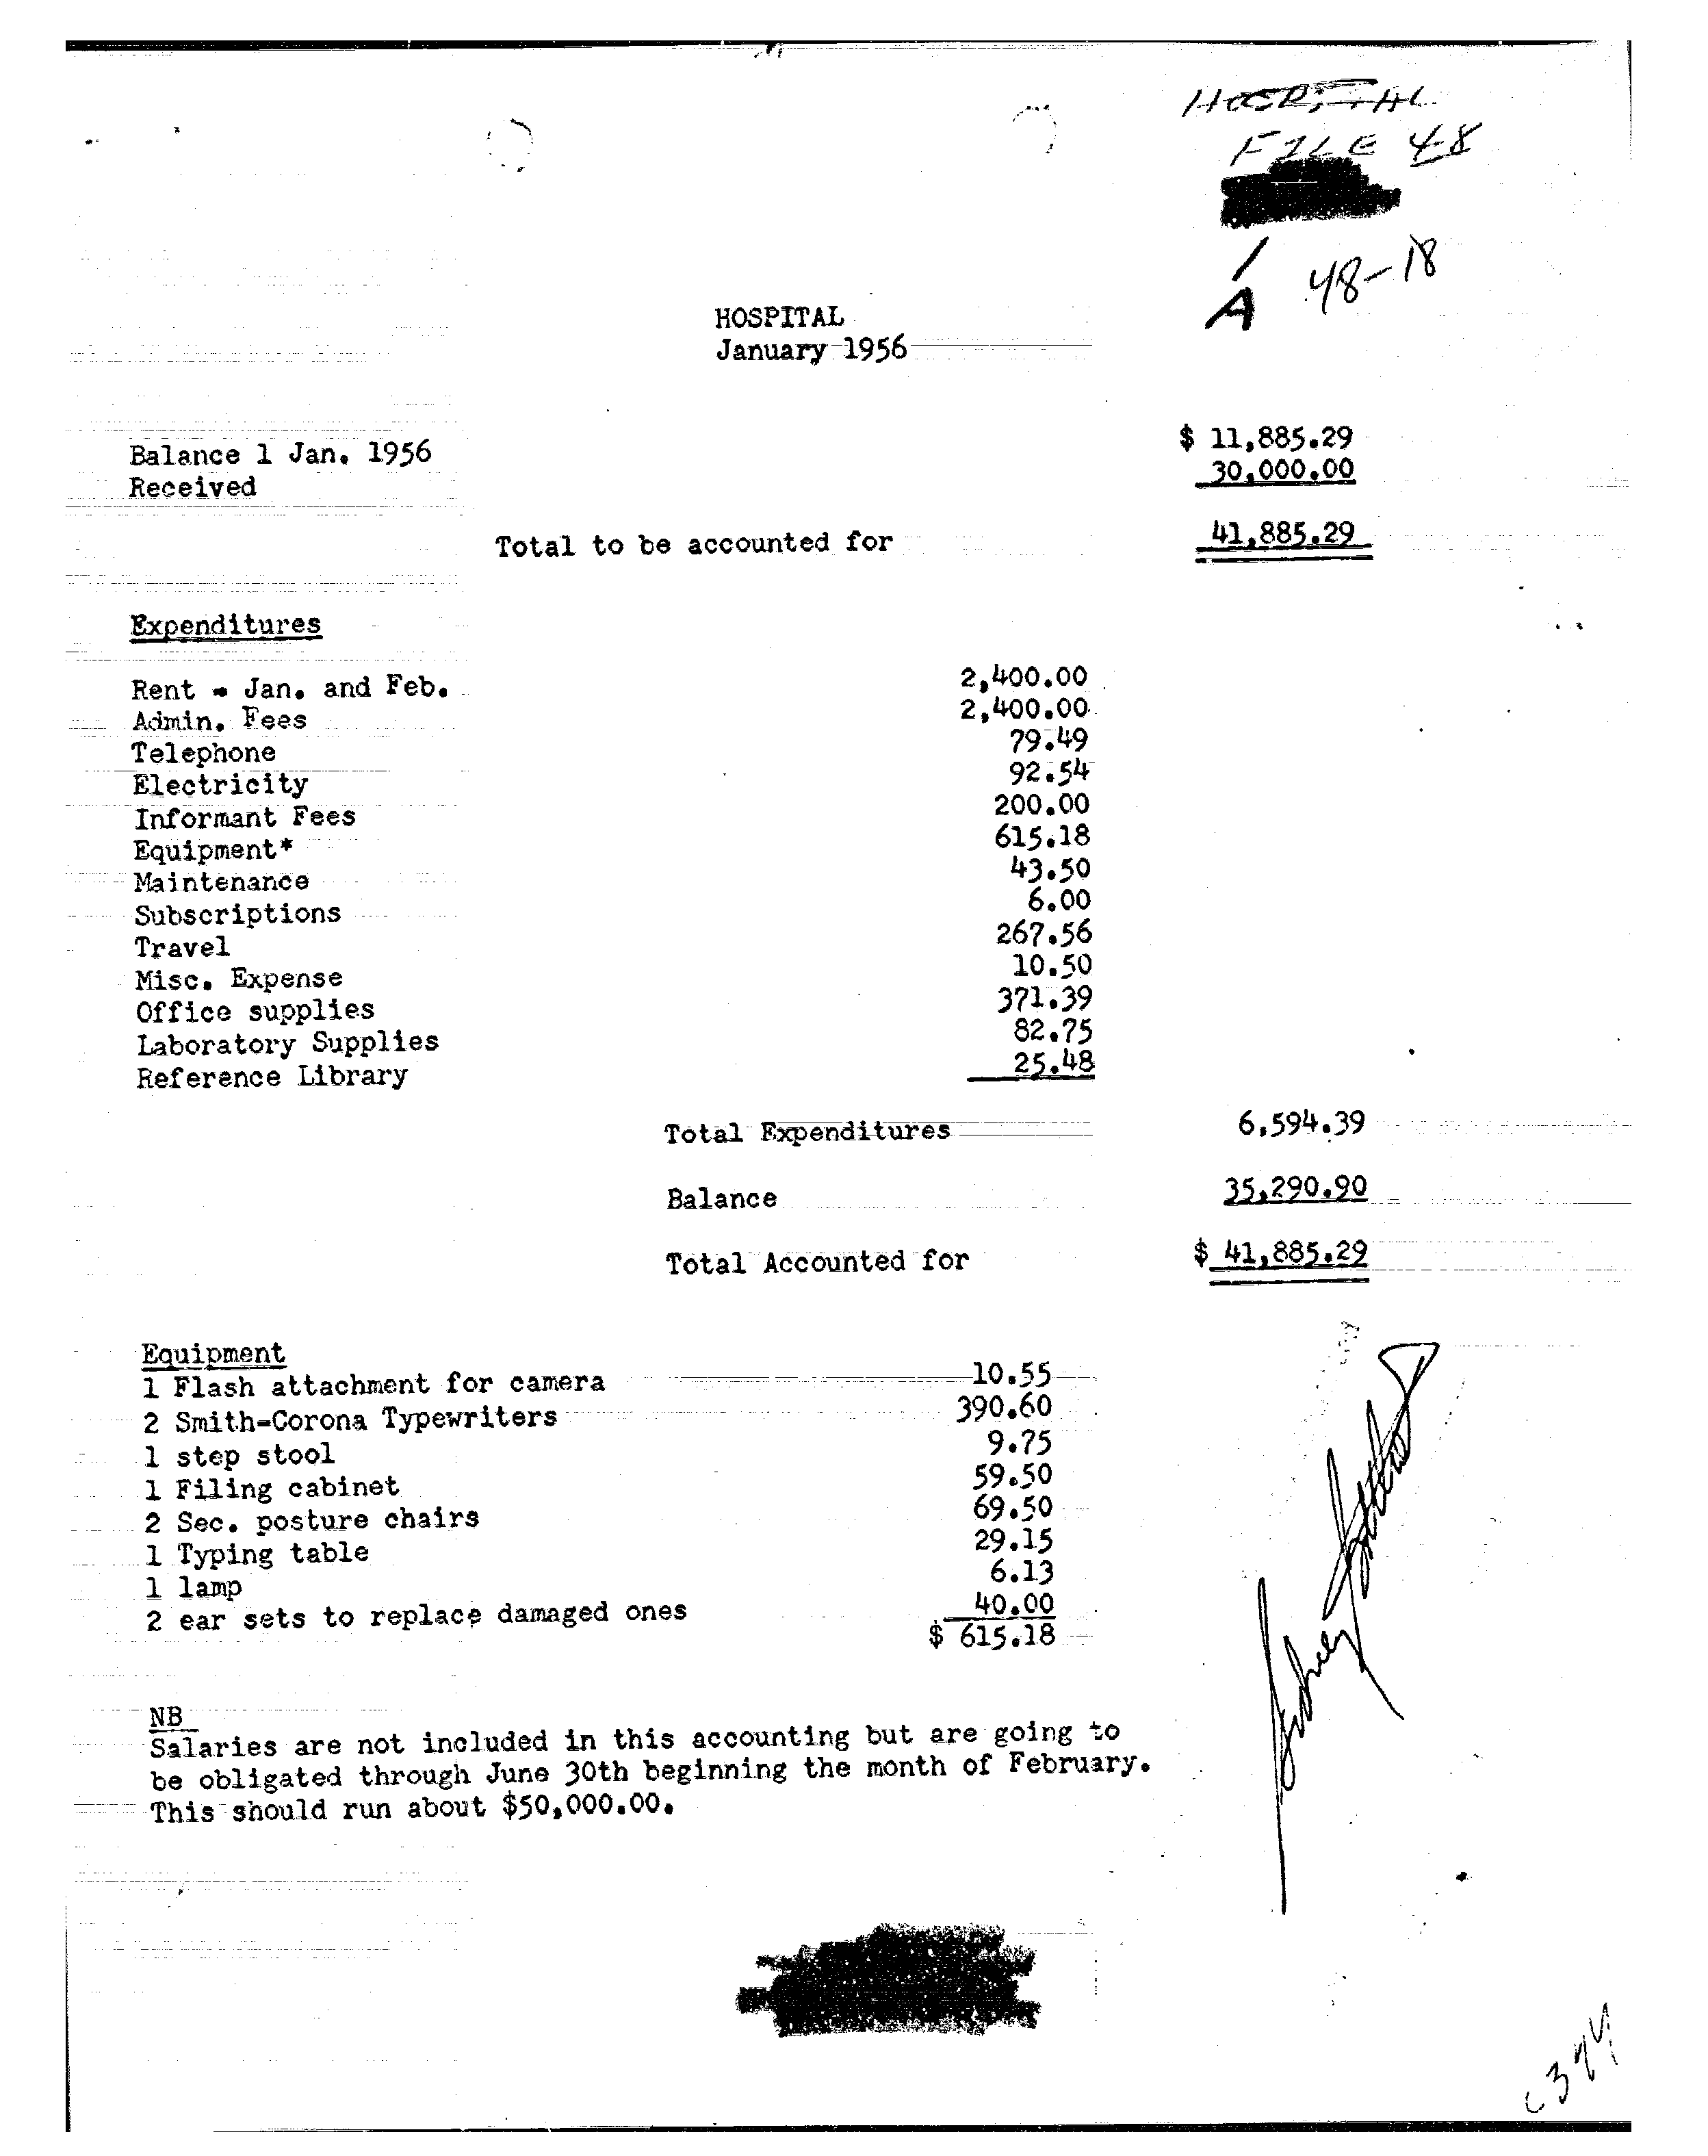 HOSPITAL
FILE 48
A 48-18
HOSPITAL
January 1956
Balance 1 Jan. 1956 $ 11,885.29
Received 30,000.00
Total to be accounted for 41,885.29
Expenditures
Rent - Jan. and Feb. 2,400.00
Admin. Fees 2,400.00
Telephone 79.49
Electricity 92.54
Informant Fees 200.00
Equipment* 615.18
Maintenance 43.50
Subscriptions 6.00
Travel 267.56
Misc. Expense 10.50
Office supplies 371.39
Laboratory Supplies 82.75
Reference Library 25.48
Total Expenditures 6,594.39
Balance 35,290.90
Total Accounted for $ 41,885.29
Equipment
1 Flash attachment for camera 10.55
2 Smith-Corona Typewriters 390.60
1 step stool 9.75
1 Filing cabinet 59.50
2 Sec. posture chairs 69.50
1 Typing table 29.15
1 lamp 6.13
2 ear sets to replace damaged ones 40.00
$ 615.18
NB
Salaries are not included in this accounting but are going to
be obligated through June 30th beginning the month of February.
This should run about $50,000.00.
Sidney Gottlieb